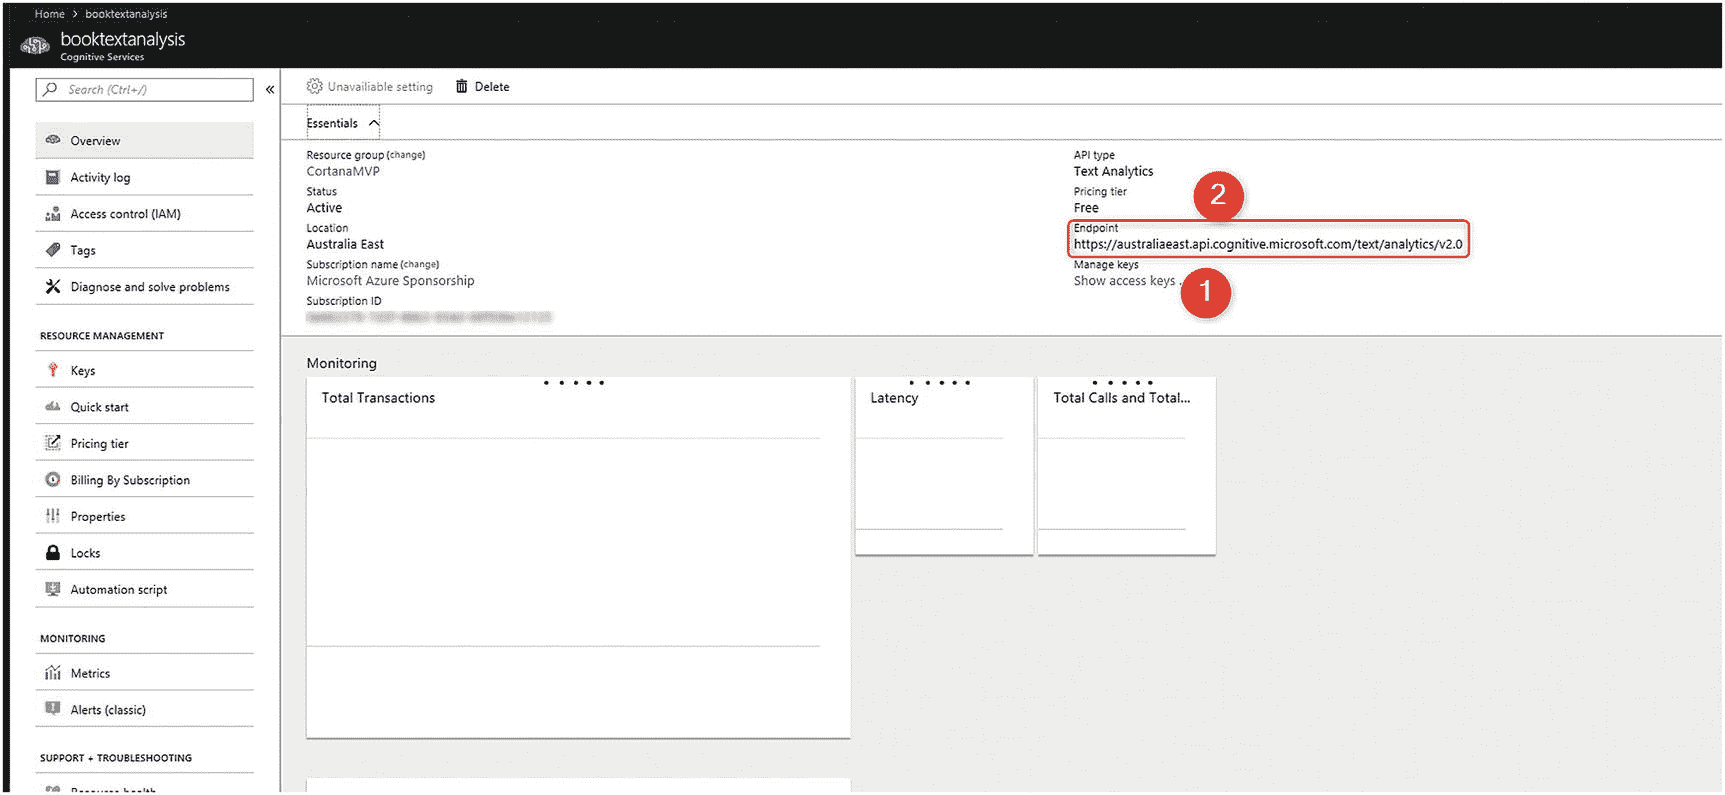 Home > booktextanalysis
booktextanalysis
Cognitive Services
Search (Ctrl+/)
«
Overview
Activity log
Access control (IAM)
Tags
Diagnose and solve problems
RESOURCE MANAGEMENT
Keys
Quick start
Pricing tier
Billing By Subscription
Properties
Locks
Automation script
MONITORING
Metrics
Alerts (classic)
SUPPORT + TROUBLESHOOTING
Resource health
Unavailiable setting
Delete
Essentials
Resource group (change)
CortanaMVP
Status
Active
Location
Australia East
Subscription name (change)
Microsoft Azure Sponsorship
Subscription ID
API type
Text Analytics
Pricing tier
Free
2
Endpoint
https://australiaeast.api.cognitive.microsoft.com/text/analytics/v2.0
Manage keys
Show access keys ..
1
Monitoring
Total Transactions
Latency
Total Calls and Total...